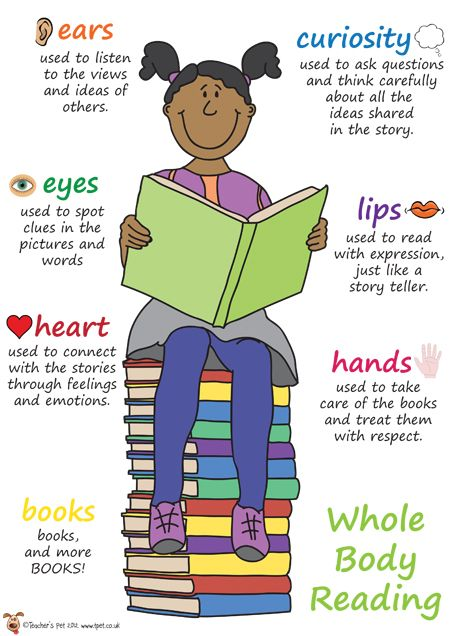 ears
used to listen
to the views
and ideas of
others.
curiosity
used to ask questions
and think carefully
about all the
ideas shared
in the story.
eyes
used to spot
clues in the
pictures and
words
lips
used to read
with expression,
just like a
story teller.
heart
used to connect
with the stories
through feelings
and emotions.
hands
used to take
care of the books
and treat them
with respect.
books
books,
and more
BOOKS!
Whole
Body
Reading
©Teacher's Pet 2012 www.tpet.co.uk